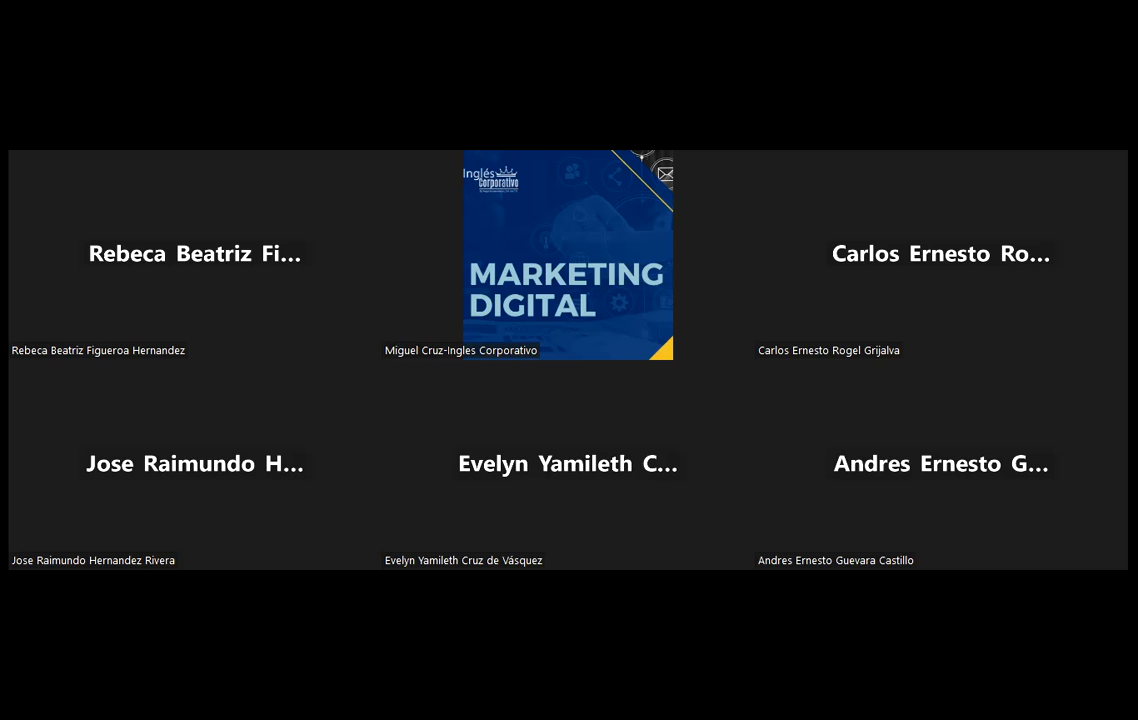 Inglés
Corporativo
MARKETING
DIGITAL
Rebeca Beatriz Fi...
Carlos Ernesto Ro...
Rebeca Beatriz Figueroa Hernandez
Miguel Cruz-Ingles Corporativo
Carlos Ernesto Rogel Grijalva
Jose Raimundo H...
Evelyn Yamileth C...
Andres Ernesto G...
Jose Raimundo Hernandez Rivera
Evelyn Yamileth Cruz de Vásquez
Andres Ernesto Guevara Castillo